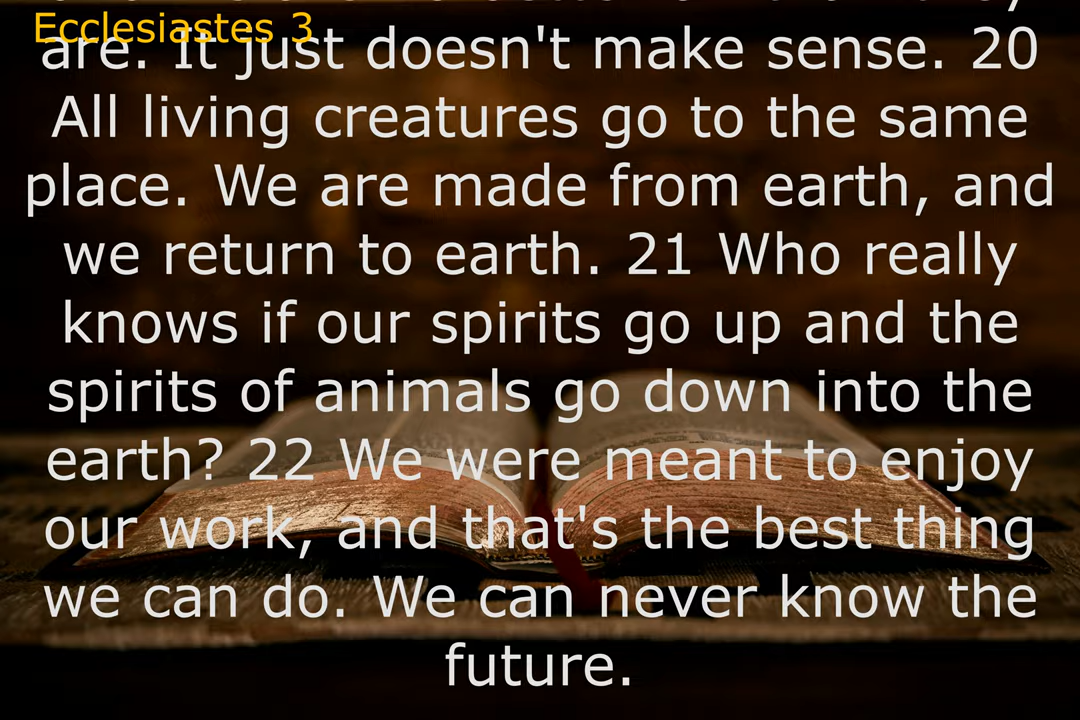 Ecclesiastes 3
are. It just doesn't make sense. 20
All living creatures go to the same
place. We are made from earth, and
we return to earth. 21 Who really
knows if our spirits go up and the
spirits of animals go down into the
earth? 22 We were meant to enjoy
our work, and that's the best thing
we can do. We can never know the
future.